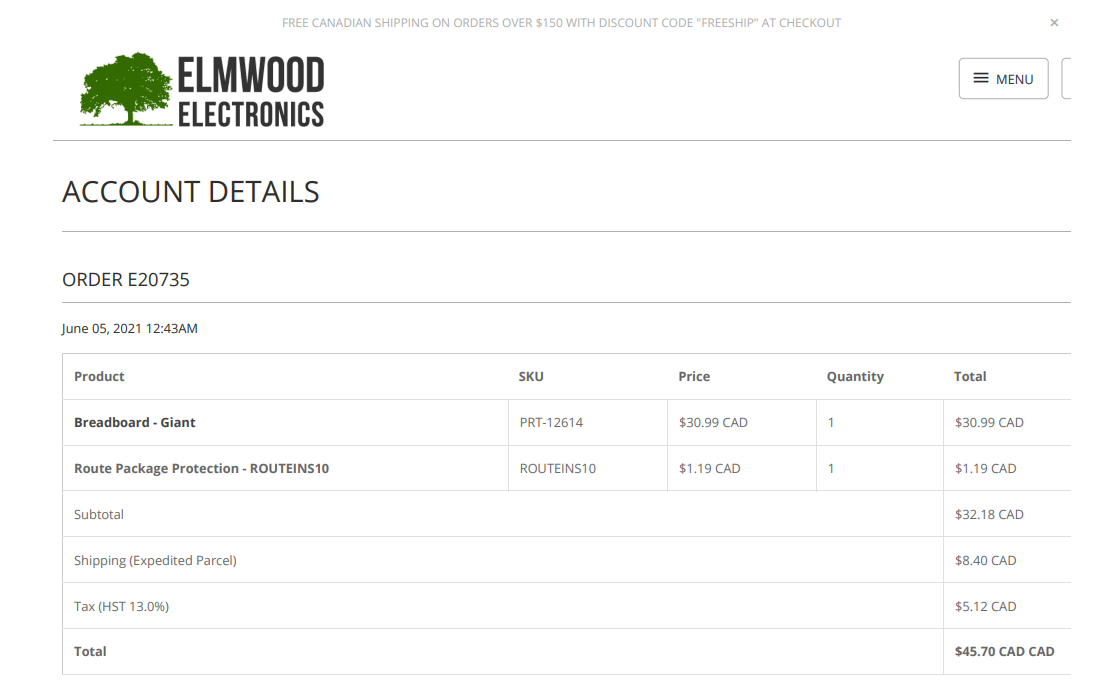 FREE CANADIAN SHIPPING ON ORDERS OVER $150 WITH DISCOUNT CODE "FREESHIP" AT CHECKOUT ×
ELMWOOD
ELECTRONICS
MENU
ACCOUNT DETAILS
ORDER E20735
June 05, 2021 12:43AM
Product SKU Price Quantity Total
Breadboard - Giant PRT-12614 $30.99 CAD 1 $30.99 CAD
Route Package Protection - ROUTEINS10 ROUTEINS10 $1.19 CAD 1 $1.19 CAD
Subtotal $32.18 CAD
Shipping (Expedited Parcel) $8.40 CAD
Tax (HST 13.0%) $5.12 CAD
Total $45.70 CAD CAD